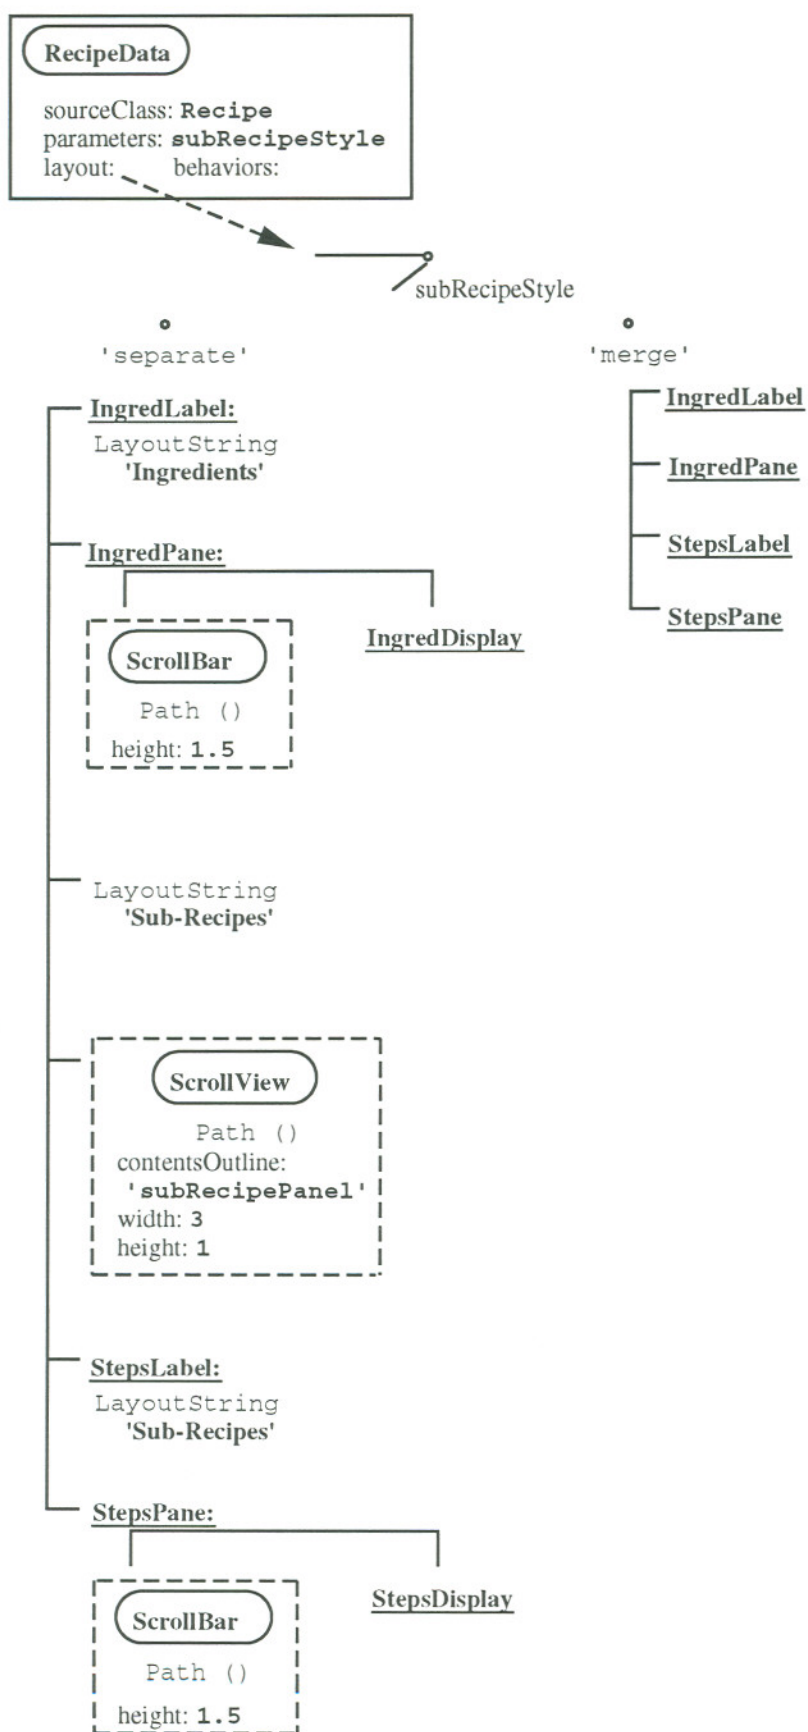 RecipeData
sourceClass: Recipe
parameters: subRecipeStyle
layout: behaviors:
subRecipeStyle
'separate'
'merge'
IngredLabel:
LayoutString
'Ingredients'
IngredPane:
ScrollBar
Path ()
height: 1.5
IngredDisplay
LayoutString
'Sub-Recipes'
ScrollView
Path ()
contentsOutline:
'subRecipePanel'
width: 3
height: 1
StepsLabel:
LayoutString
'Sub-Recipes'
StepsPane:
ScrollBar
Path ()
height: 1.5
StepsDisplay
IngredLabel
IngredPane
StepsLabel
StepsPane